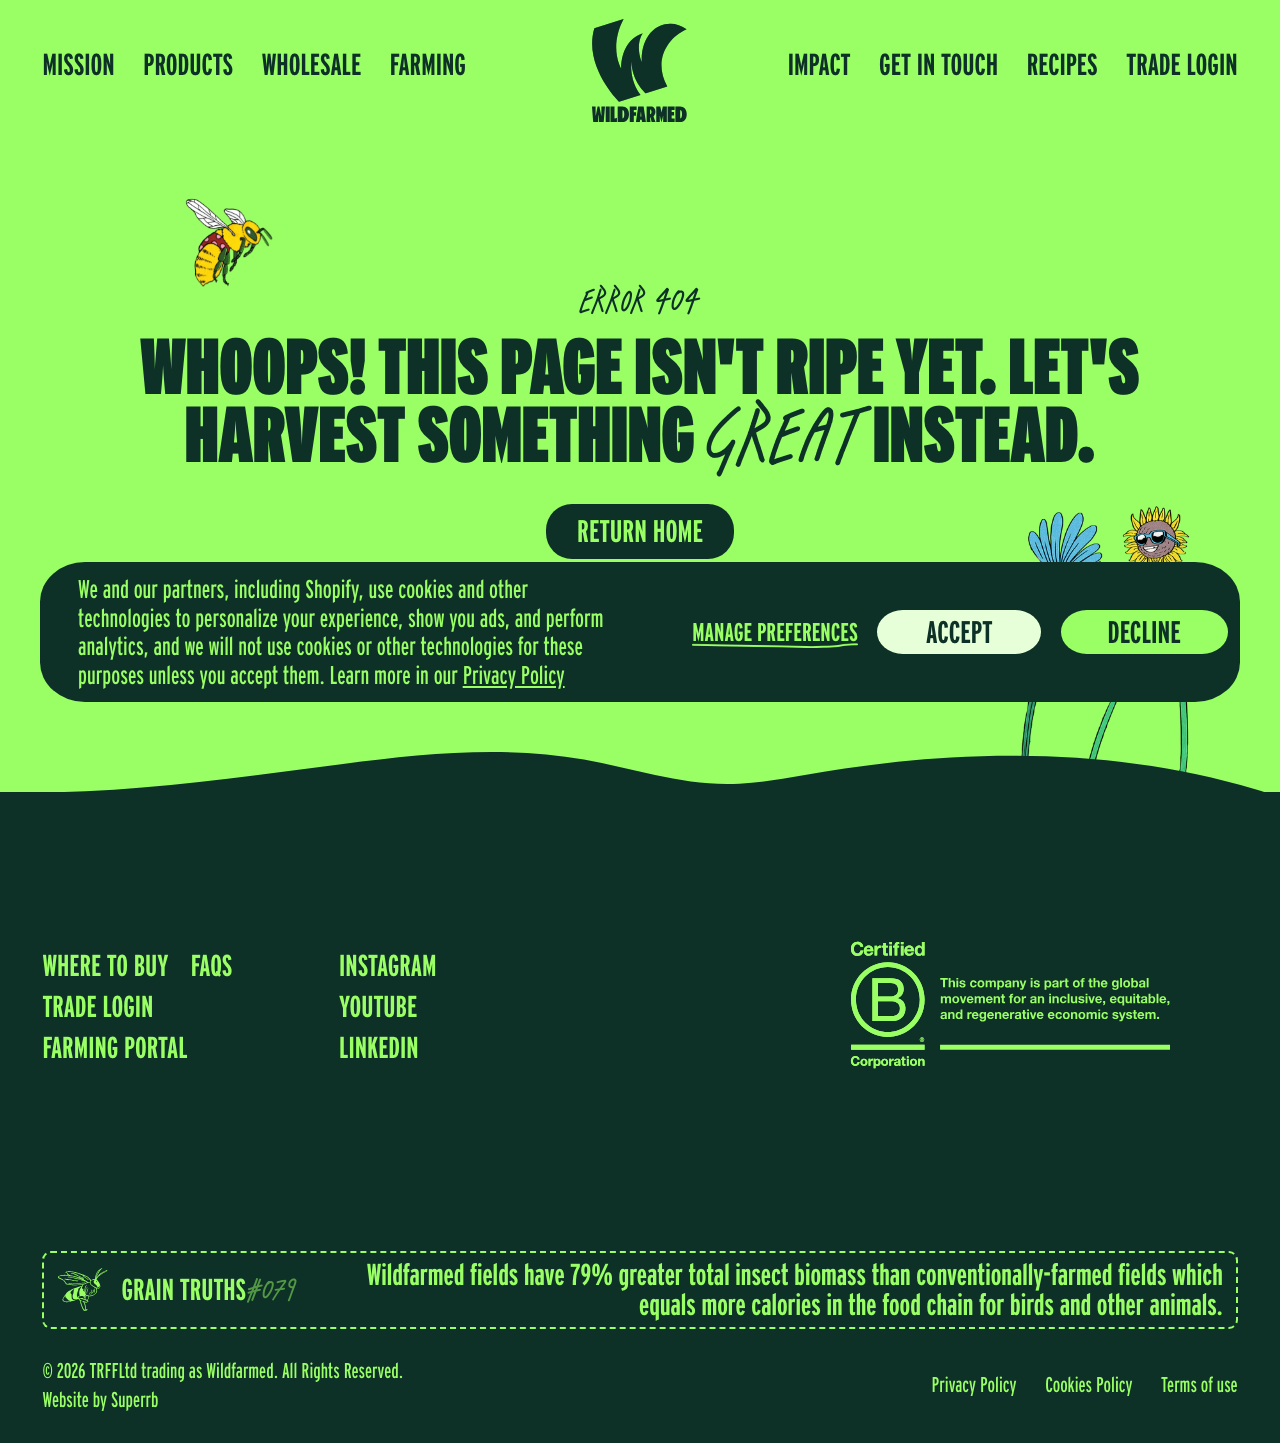 MISSION PRODUCTS WHOLESALE FARMING
WILDFARMED
IMPACT GET IN TOUCH RECIPES TRADE LOGIN
ERROR 404
WHOOPS! THIS PAGE ISN'T RIPE YET. LET'S
HARVEST SOMETHING GREAT INSTEAD.
RETURN HOME
We and our partners, including Shopify, use cookies and other
technologies to personalize your experience, show you ads, and perform
analytics, and we will not use cookies or other technologies for these
purposes unless you accept them. Learn more in our Privacy Policy
MANAGE PREFERENCES
ACCEPT
DECLINE
WHERE TO BUY FAQS
TRADE LOGIN
FARMING PORTAL
INSTAGRAM
YOUTUBE
LINKEDIN
Certified
B
®
Corporation
This company is part of the global
movement for an inclusive, equitable,
and regenerative economic system.
GRAIN TRUTHS #079
Wildfarmed fields have 79% greater total insect biomass than conventionally-farmed fields which
equals more calories in the food chain for birds and other animals.
© 2026 TRFFLtd trading as Wildfarmed. All Rights Reserved.
Website by Superrb
Privacy Policy Cookies Policy Terms of use